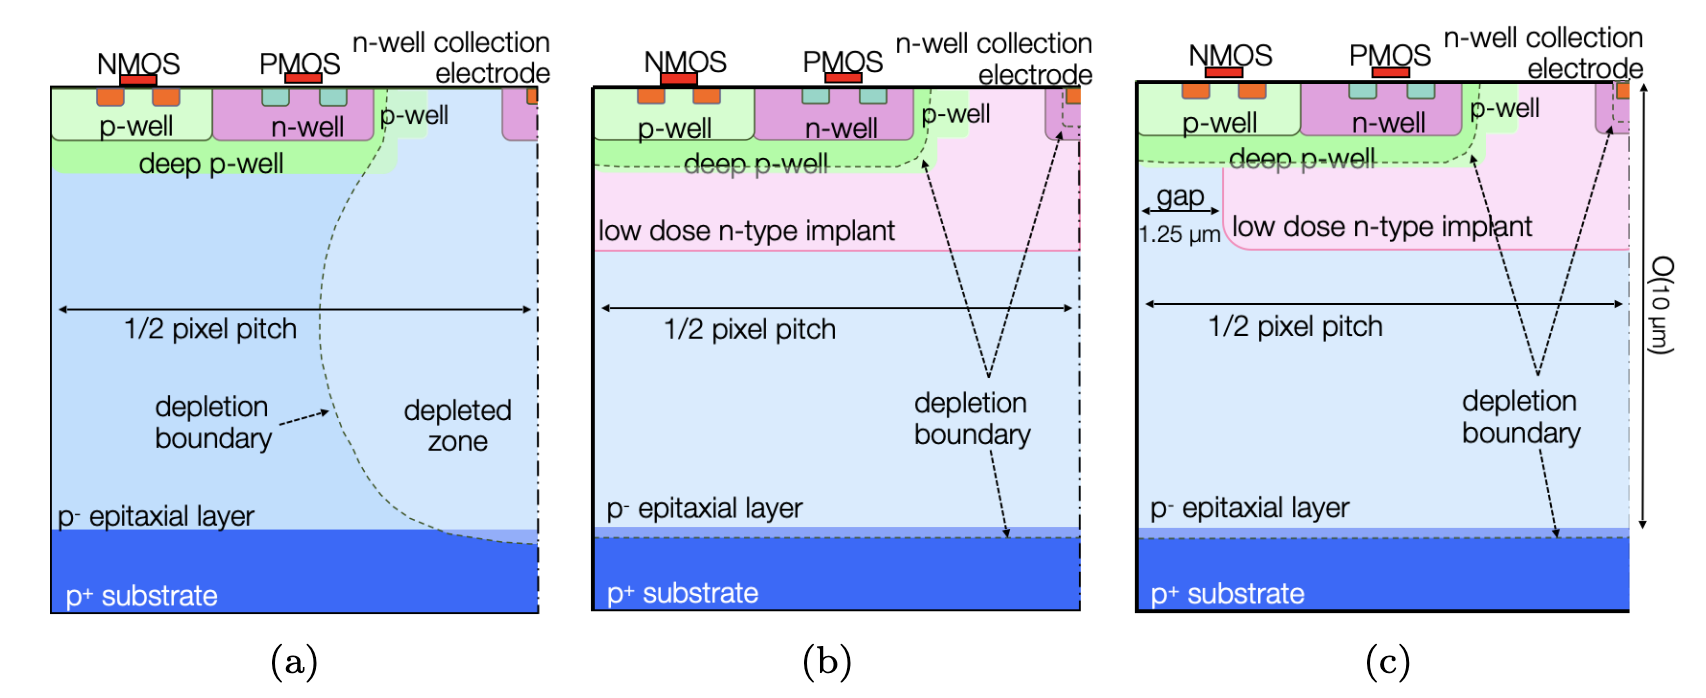 NMOS
PMOS
n-well collection
electrode
p-well
n-well
p-well
deep p-well
1/2 pixel pitch
depletion
boundary
depleted
zone
p- epitaxial layer
p+ substrate
(a)
NMOS
PMOS
n-well collection
electrode
p-well
n-well
p-well
deep p-well
low dose n-type implant
1/2 pixel pitch
depletion
boundary
p- epitaxial layer
p+ substrate
(b)
NMOS
PMOS
n-well collection
electrode
p-well
n-well
p-well
deep p-well
gap
1.25 μm
low dose n-type implant
1/2 pixel pitch
depletion
boundary
p- epitaxial layer
p+ substrate
O(10 μm)
(c)